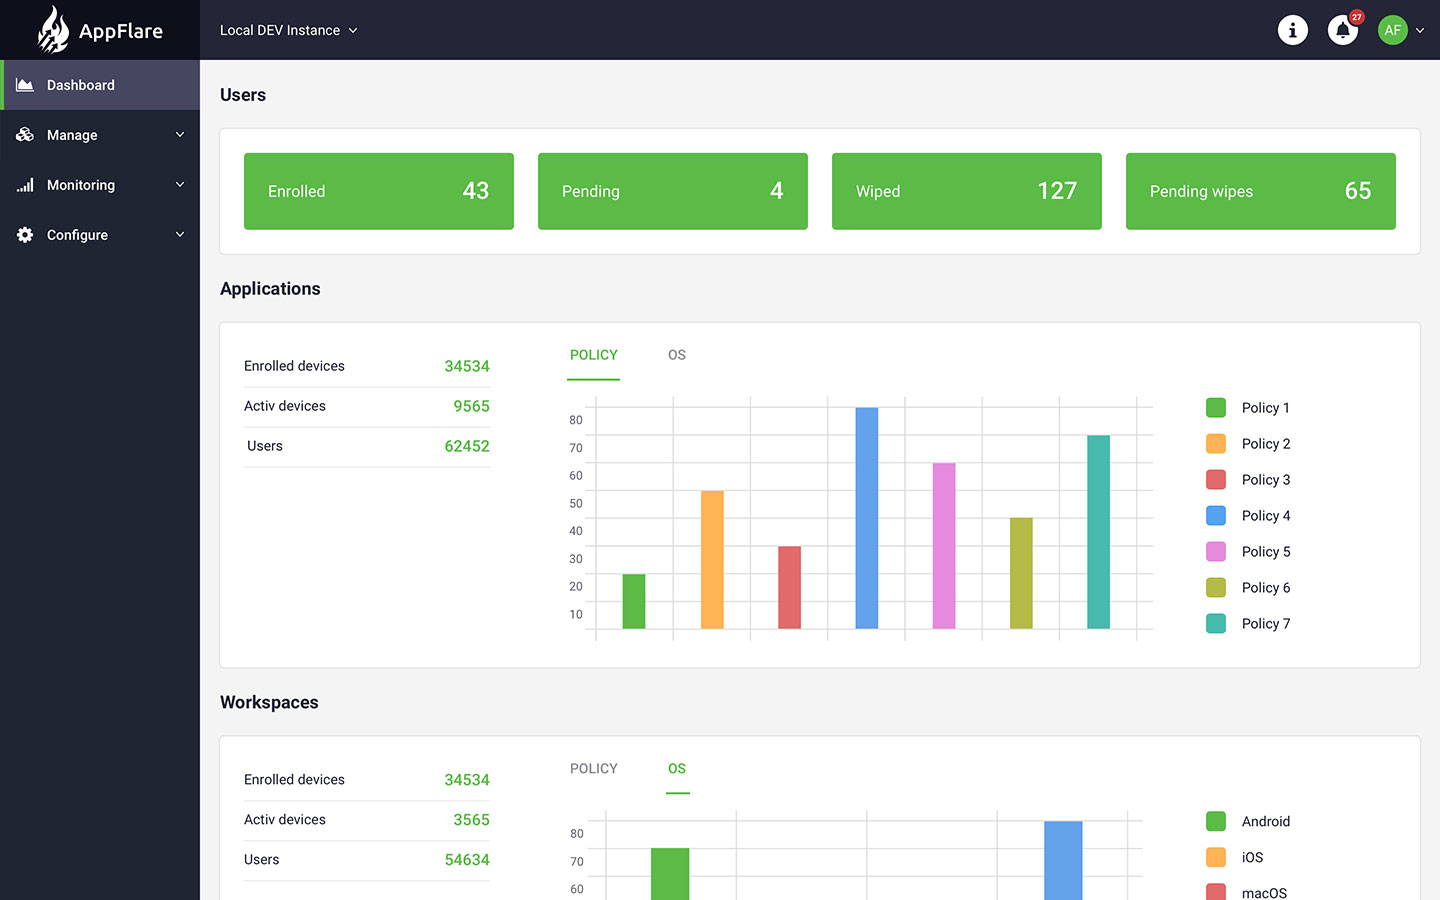 AppFlare
Local DEV Instance
27
AF
Dashboard
Manage
Monitoring
Configure
Users
Enrolled 43
Pending 4
Wiped 127
Pending wipes 65
Applications
Enrolled devices 34534
Activ devices 9565
Users 62452
POLICY OS
80
70
60
50
40
30
20
10
Policy 1
Policy 2
Policy 3
Policy 4
Policy 5
Policy 6
Policy 7
Workspaces
Enrolled devices 34534
Activ devices 3565
Users 54634
POLICY OS
80
70
60
Android
iOS
macOS